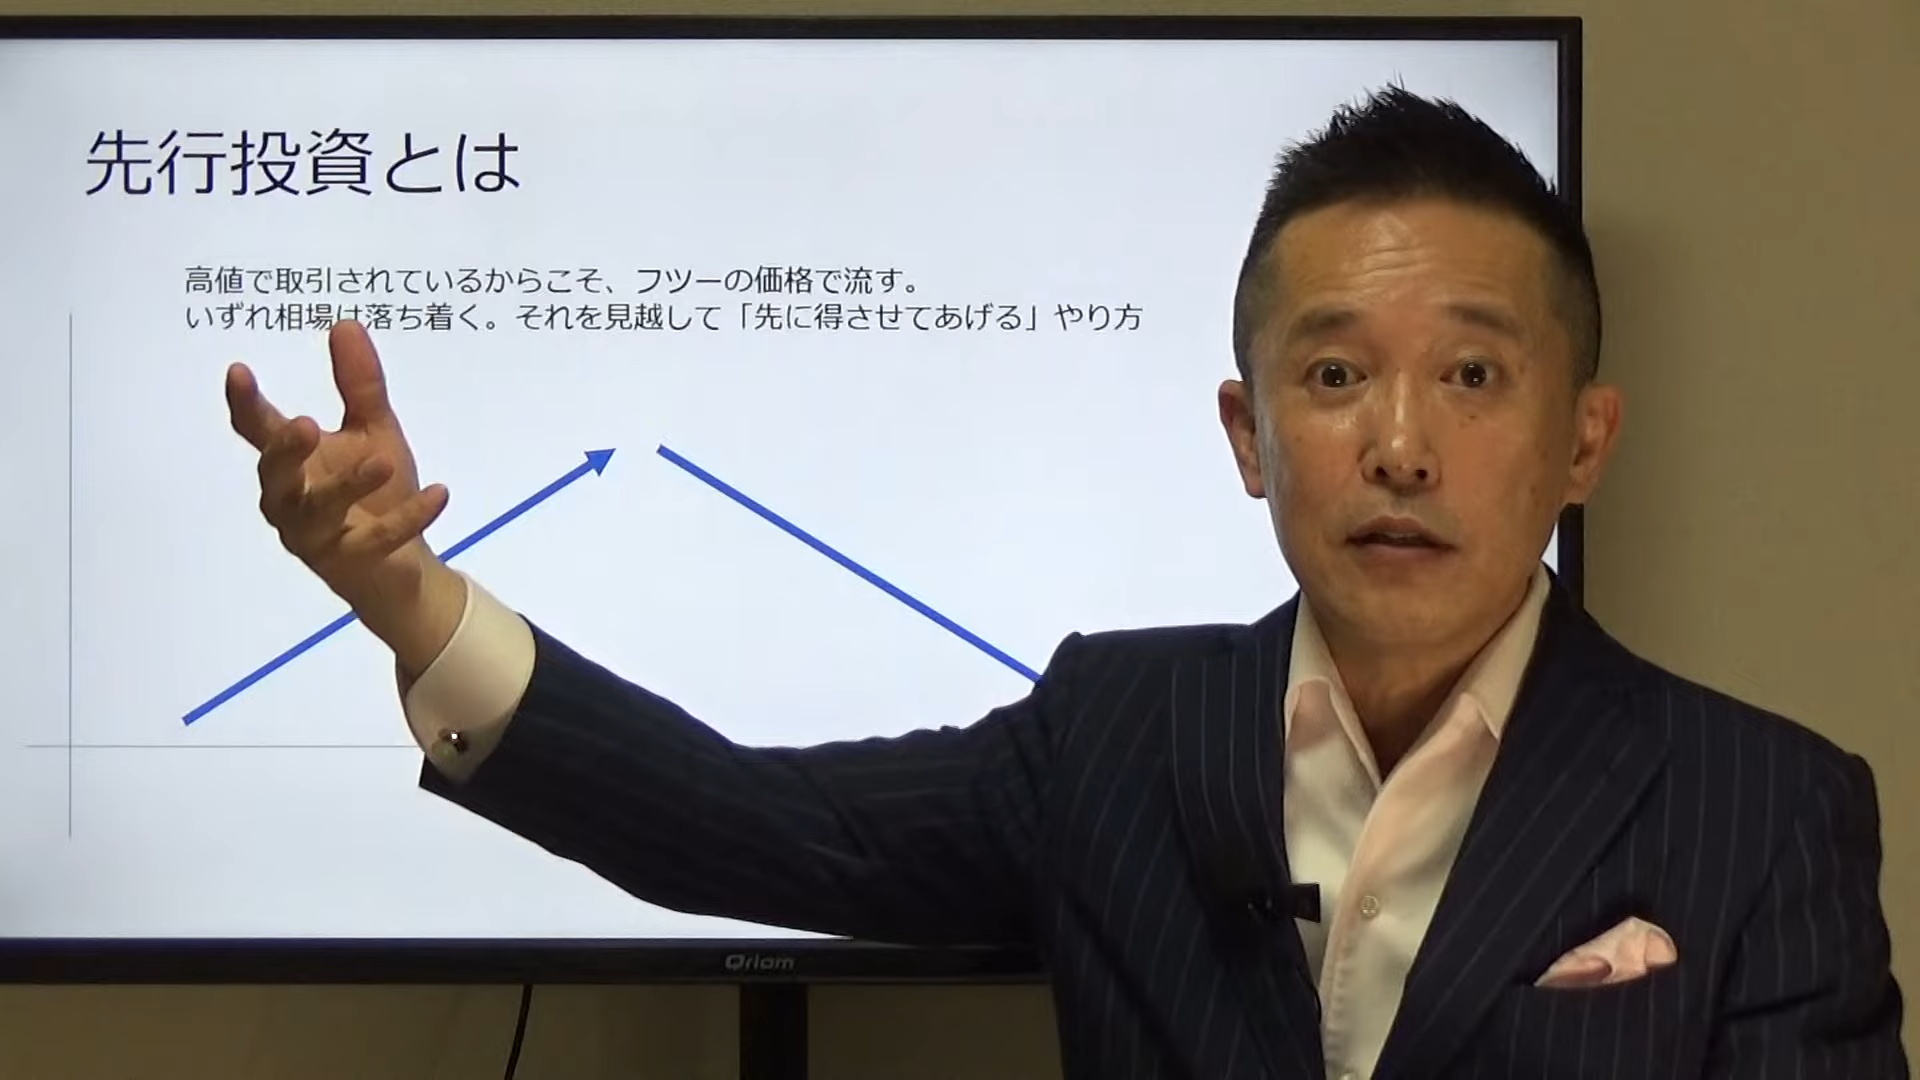 先行投資とは
高値で取引されているからこそ、フツーの価格で流す。
いずれ相場は落ち着く。それを見越して「先に得させてあげる」やり方
Qriom